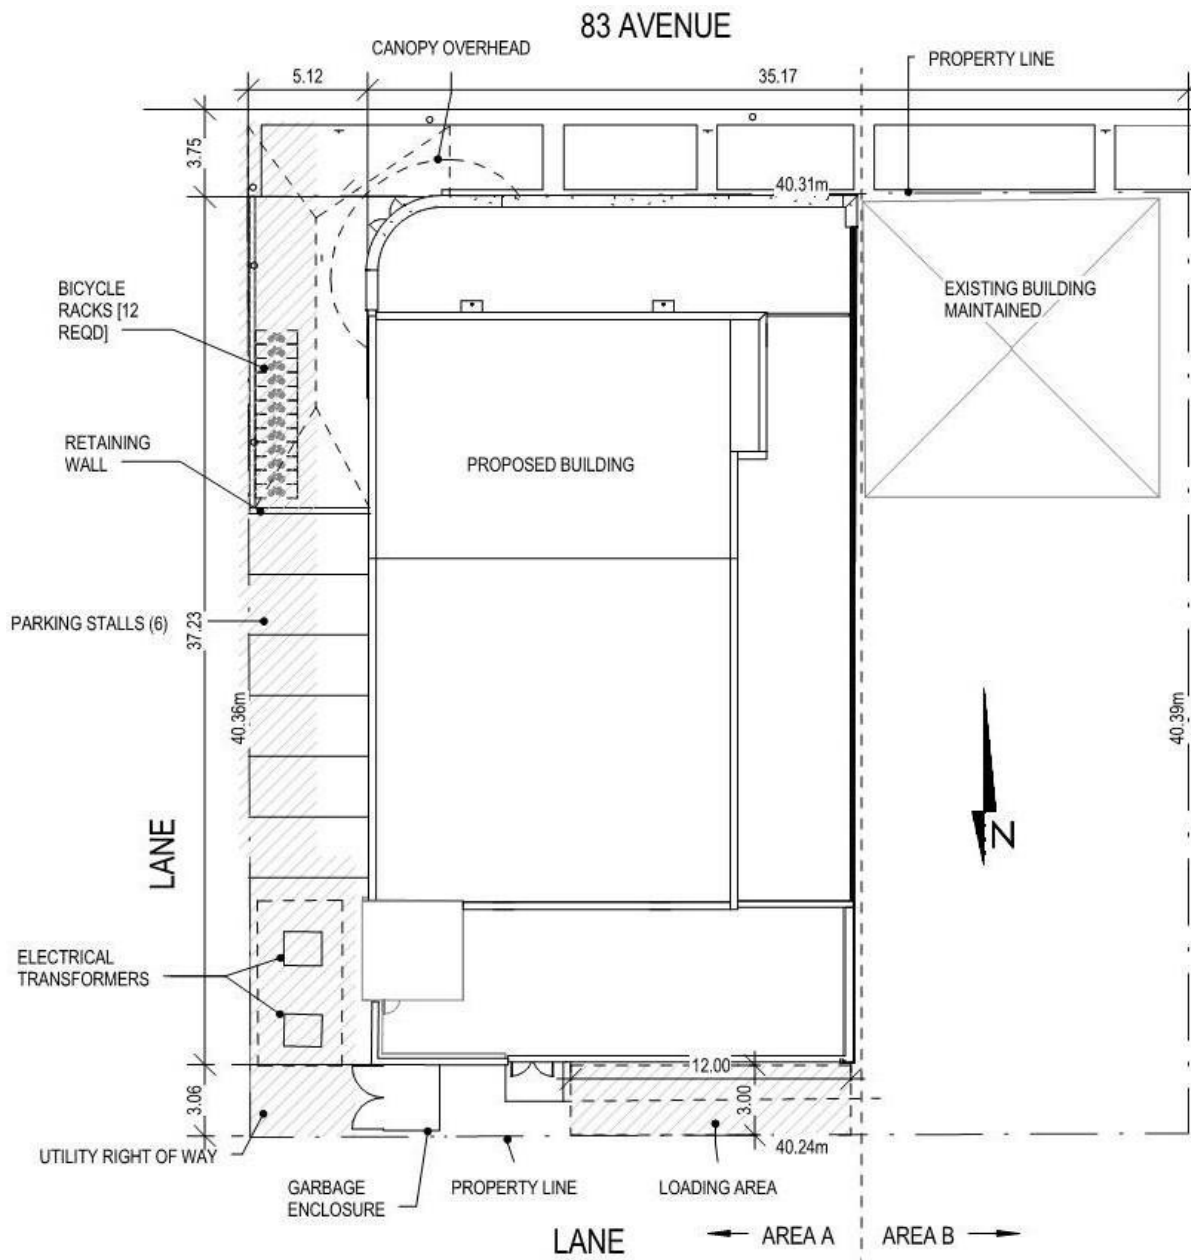 83 AVENUE
CANOPY OVERHEAD
PROPERTY LINE
5.12
35.17
3.75
40.31m
BICYCLE
RACKS [12
REQD]
EXISTING BUILDING
MAINTAINED
RETAINING
WALL
PROPOSED BUILDING
PARKING STALLS (6)
37.23
40.36m
40.39m
N
LANE
ELECTRICAL
TRANSFORMERS
12.00
3.06
3.00
UTILITY RIGHT OF WAY
40.24m
GARBAGE
ENCLOSURE
PROPERTY LINE
LOADING AREA
LANE
AREA A
AREA B